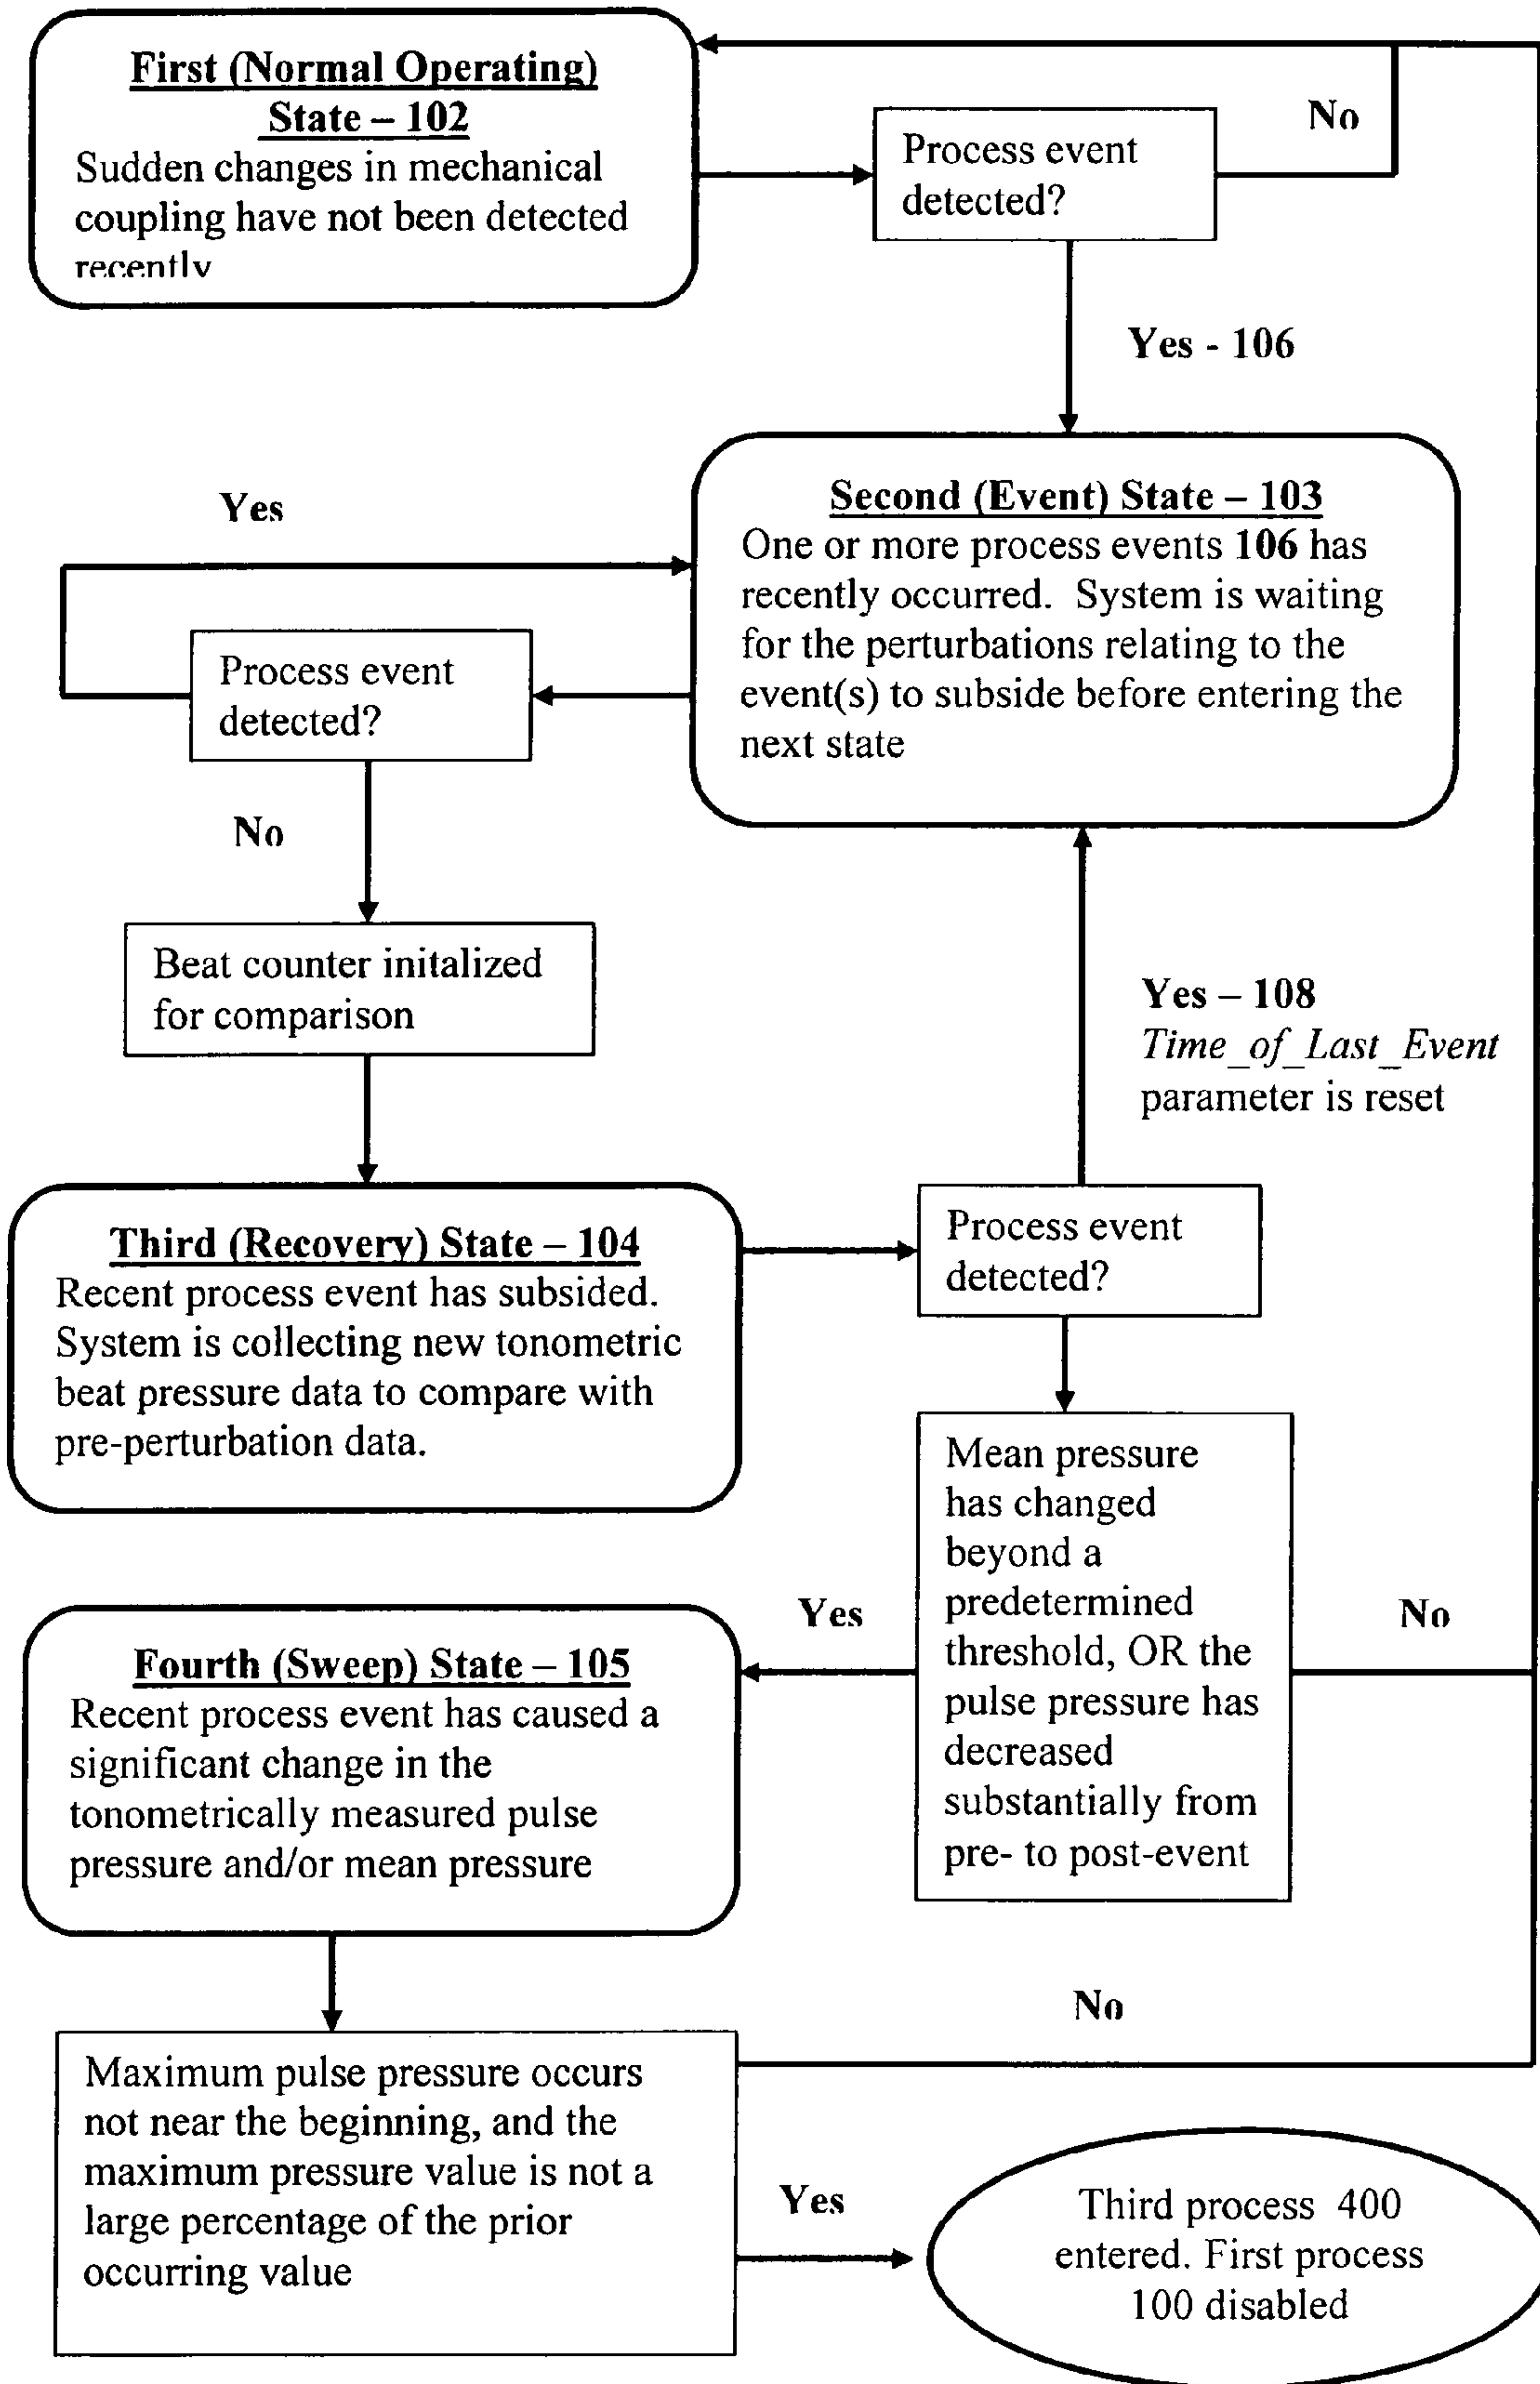 First (Normal Operating)
State – 102
Sudden changes in mechanical
coupling have not been detected
recently
Process event
detected?
No
Yes - 106
Second (Event) State – 103
One or more process events 106 has
recently occurred.  System is waiting
for the perturbations relating to the
event(s) to subside before entering the
next state
Yes
Process event
detected?
No
Beat counter initalized
for comparison
Yes – 108
Time_of_Last_Event
parameter is reset
Third (Recovery) State – 104
Recent process event has subsided.
System is collecting new tonometric
beat pressure data to compare with
pre-perturbation data.
Process event
detected?
Mean pressure
has changed
beyond a
predetermined
threshold, OR the
pulse pressure has
decreased
substantially from
pre- to post-event
Yes
No
Fourth (Sweep) State – 105
Recent process event has caused a
significant change in the
tonometrically measured pulse
pressure and/or mean pressure
No
Maximum pulse pressure occurs
not near the beginning, and the
maximum pressure value is not a
large percentage of the prior
occurring value
Yes
Third process  400
entered. First process
100 disabled